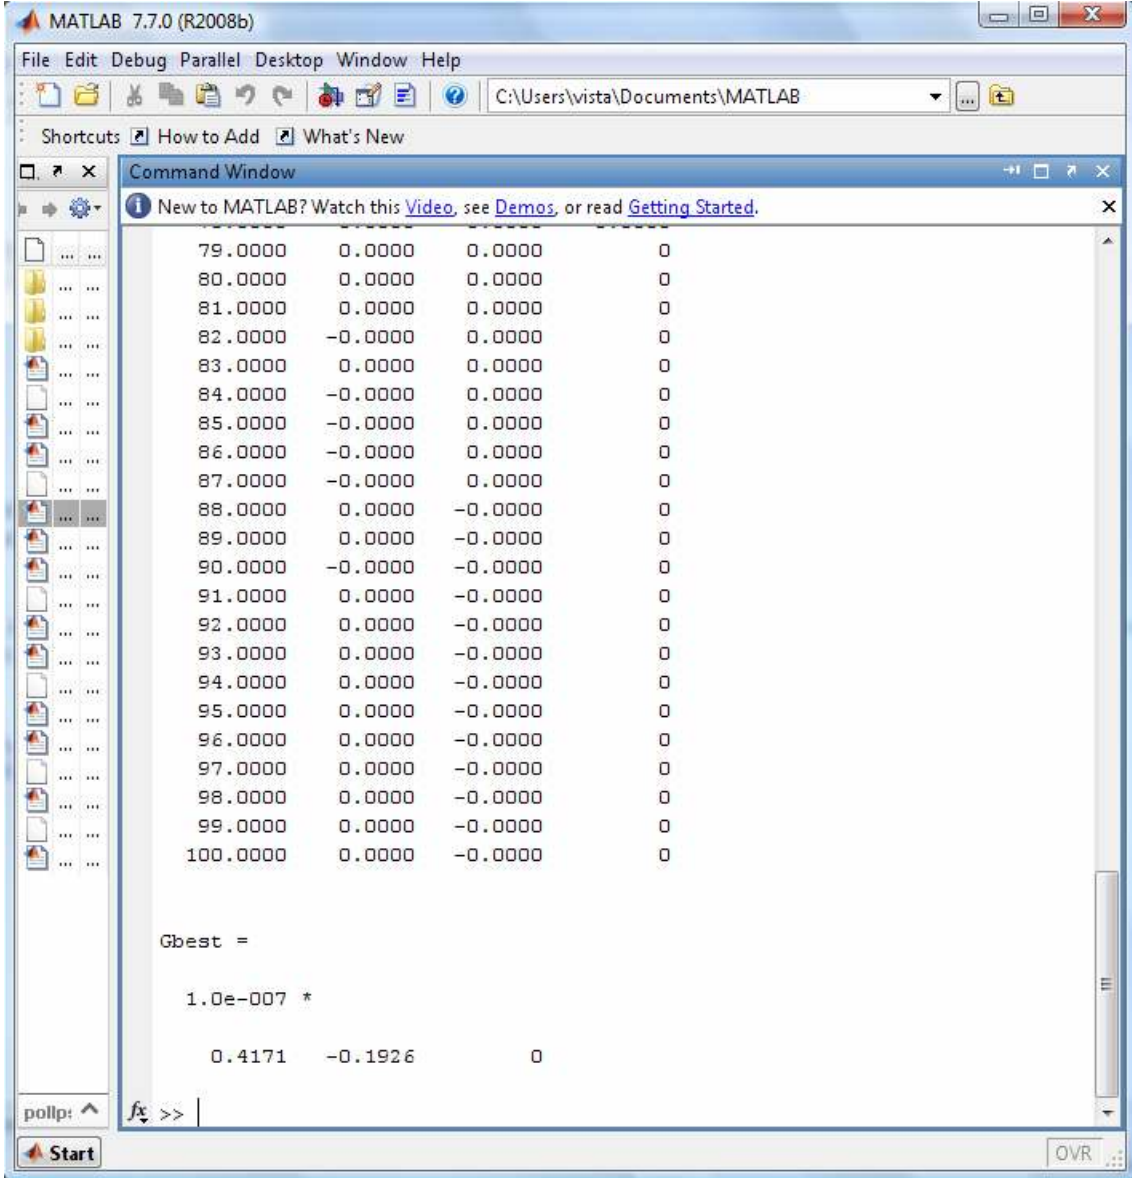 MATLAB 7.7.0 (R2008b)
File Edit Debug Parallel Desktop Window Help
C:\Users\vista\Documents\MATLAB ...
Shortcuts How to Add What's New
Command Window
New to MATLAB? Watch this Video, see Demos, or read Getting Started.
79.0000 0.0000 0.0000 0
80.0000 0.0000 0.0000 0
81.0000 0.0000 0.0000 0
82.0000 -0.0000 0.0000 0
83.0000 0.0000 0.0000 0
84.0000 -0.0000 0.0000 0
85.0000 -0.0000 0.0000 0
86.0000 -0.0000 0.0000 0
87.0000 -0.0000 0.0000 0
88.0000 0.0000 -0.0000 0
89.0000 0.0000 -0.0000 0
90.0000 -0.0000 -0.0000 0
91.0000 0.0000 -0.0000 0
92.0000 0.0000 -0.0000 0
93.0000 0.0000 -0.0000 0
94.0000 0.0000 -0.0000 0
95.0000 0.0000 -0.0000 0
96.0000 0.0000 -0.0000 0
97.0000 0.0000 -0.0000 0
98.0000 0.0000 -0.0000 0
99.0000 0.0000 -0.0000 0
100.0000 0.0000 -0.0000 0
Gbest =
1.0e-007 *
0.4171 -0.1926 0
fx >>
Start OVR